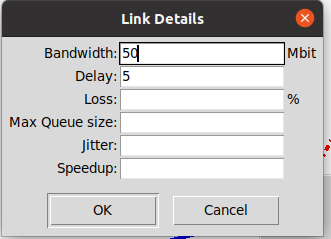 Link Details
Bandwidth: 50 Mbit
Delay: 5
Loss: %
Max Queue size:
Jitter:
Speedup:
OK Cancel